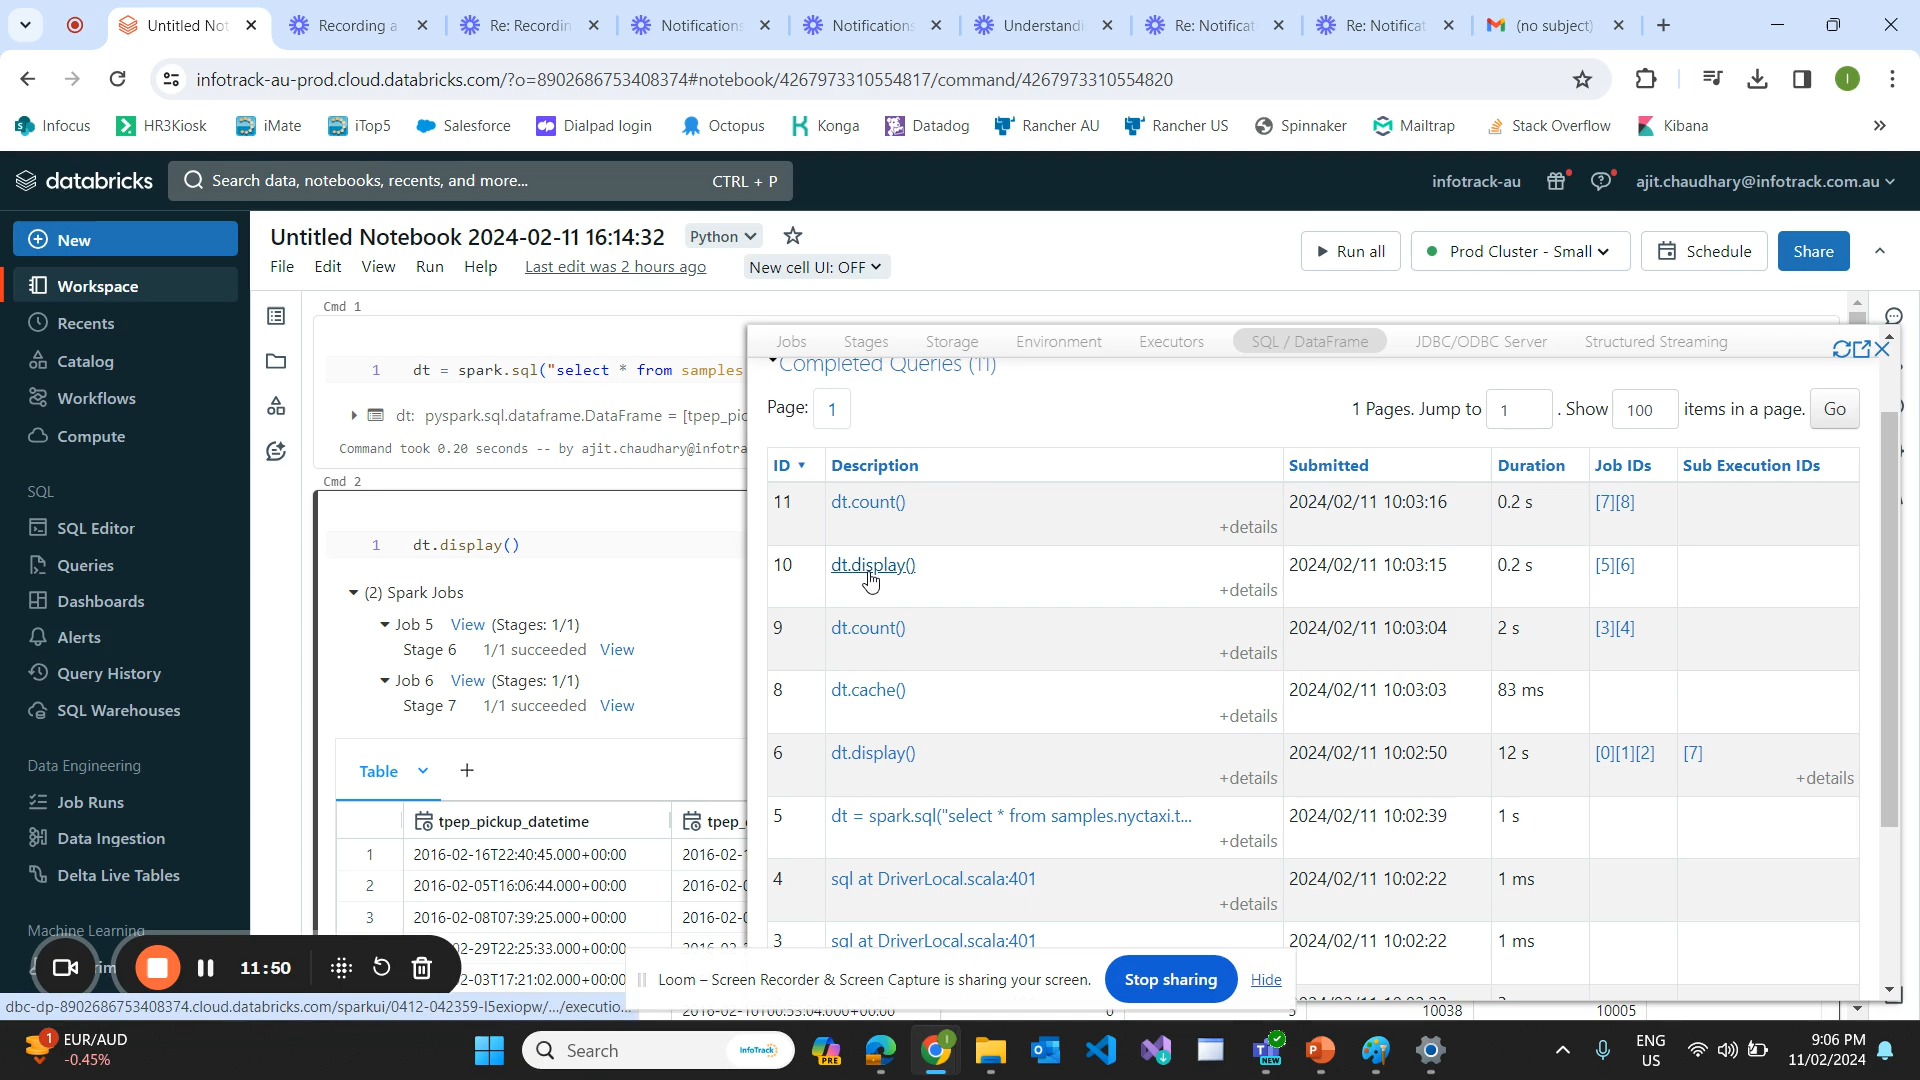 Untitled Not
Recording a
Re: Recordin
Notifications
Notifications
Understandi
Re: Notificat
Re: Notificat
(no subject)
infotrack-au-prod.cloud.databricks.com/?o=8902686753408374#notebook/4267973310554817/command/4267973310554820
Infocus
HR3Kiosk
iMate
iTop5
Salesforce
Dialpad login
Octopus
Konga
Datadog
Rancher AU
Rancher US
Spinnaker
Mailtrap
Stack Overflow
Kibana
databricks
Search data, notebooks, recents, and more...
CTRL + P
infotrack-au
ajit.chaudhary@infotrack.com.au
New
Workspace
Recents
Catalog
Workflows
Compute
SQL
SQL Editor
Queries
Dashboards
Alerts
Query History
SQL Warehouses
Data Engineering
Job Runs
Data Ingestion
Delta Live Tables
Machine Learning
Untitled Notebook 2024-02-11 16:14:32
Python
File Edit View Run Help
Last edit was 2 hours ago
New cell UI: OFF
Run all
Prod Cluster - Small
Schedule
Share
Cmd 1
1 dt = spark.sql("select * from samples
dt: pyspark.sql.dataframe.DataFrame = [tpep_pic
Command took 0.20 seconds -- by ajit.chaudhary@infotra
Cmd 2
1 dt.display()
(2) Spark Jobs
Job 5 View (Stages: 1/1)
Stage 6 1/1 succeeded View
Job 6 View (Stages: 1/1)
Stage 7 1/1 succeeded View
Table
tpep_pickup_datetime
tpep_
1 2016-02-16T22:40:45.000+00:00 2016-02-1
2 2016-02-05T16:06:44.000+00:00 2016-02-0
3 2016-02-08T07:39:25.000+00:00 2016-02-0
2-29T22:25:33.000+00:00
2-03T17:21:02.000+00:00
10038
10005
Jobs Stages Storage Environment Executors SQL / DataFrame JDBC/ODBC Server Structured Streaming
Completed Queries (11)
Page: 1
1 Pages. Jump to 1 . Show 100 items in a page. Go
ID Description Submitted Duration Job IDs Sub Execution IDs
11 dt.count() 2024/02/11 10:03:16 0.2 s [7][8]
+details
10 dt.display() 2024/02/11 10:03:15 0.2 s [5][6]
+details
9 dt.count() 2024/02/11 10:03:04 2 s [3][4]
+details
8 dt.cache() 2024/02/11 10:03:03 83 ms
+details
6 dt.display() 2024/02/11 10:02:50 12 s [0][1][2] [7]
+details +details
5 dt = spark.sql("select * from samples.nyctaxi.t... 2024/02/11 10:02:39 1 s
+details
4 sql at DriverLocal.scala:401 2024/02/11 10:02:22 1 ms
+details
3 sql at DriverLocal.scala:401 2024/02/11 10:02:22 1 ms
11:50
Loom – Screen Recorder & Screen Capture is sharing your screen.
Stop sharing
Hide
dbc-dp-8902686753408374.cloud.databricks.com/sparkui/0412-042359-l5exiopw/.../executio...
1
EUR/AUD
-0.45%
Search
InfoTrack
PRE
NEW
ENG
US
9:06 PM
11/02/2024